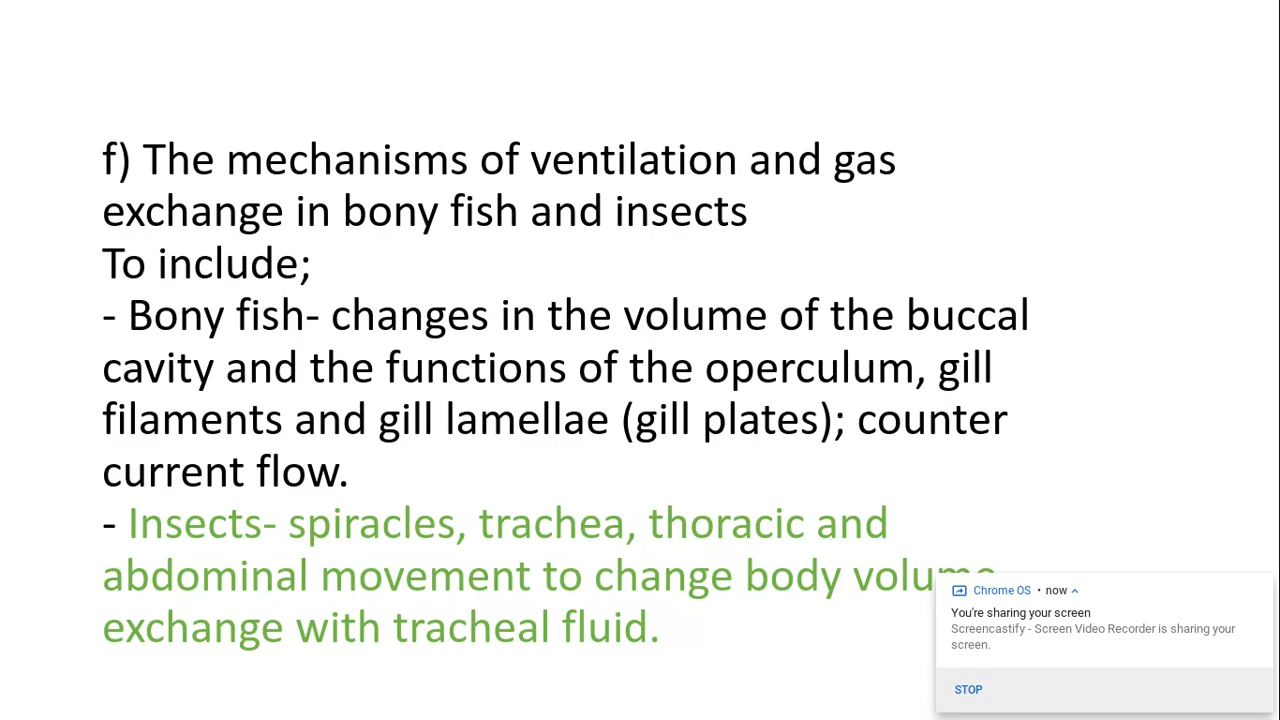 f) The mechanisms of ventilation and gas
exchange in bony fish and insects
To include;
- Bony fish- changes in the volume of the buccal
cavity and the functions of the operculum, gill
filaments and gill lamellae (gill plates); counter
current flow.
- Insects- spiracles, trachea, thoracic and
abdominal movement to change body volume
exchange with tracheal fluid.
Chrome OS • now
You're sharing your screen
Screencastify - Screen Video Recorder is sharing your
screen.
STOP